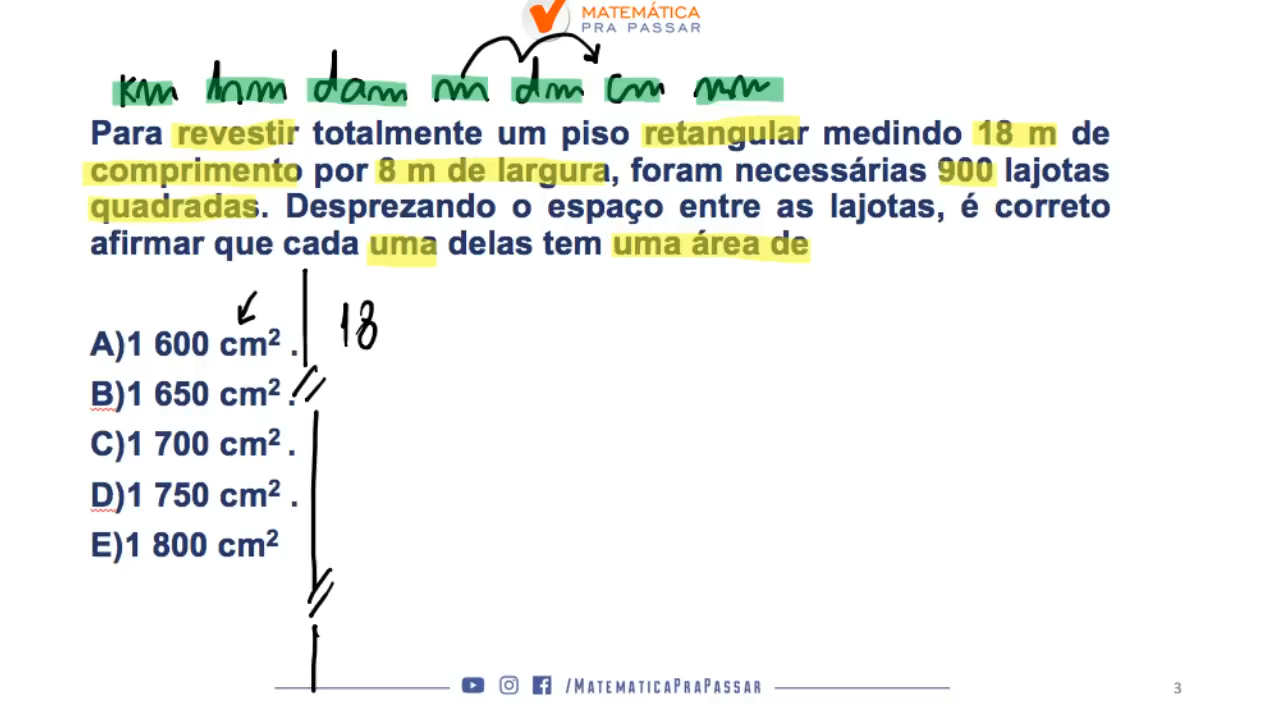 MATEMÁTICA
PRA PASSAR
km hm dam m dm cm mm
Para revestir totalmente um piso retangular medindo 18 m de
comprimento por 8 m de largura, foram necessárias 900 lajotas
quadradas. Desprezando o espaço entre as lajotas, é correto
afirmar que cada uma delas tem uma área de
A)1 600 cm² .
18
B)1 650 cm² .
C)1 700 cm² .
D)1 750 cm² .
E)1 800 cm²
/MATEMATICAPRAPASSAR
3